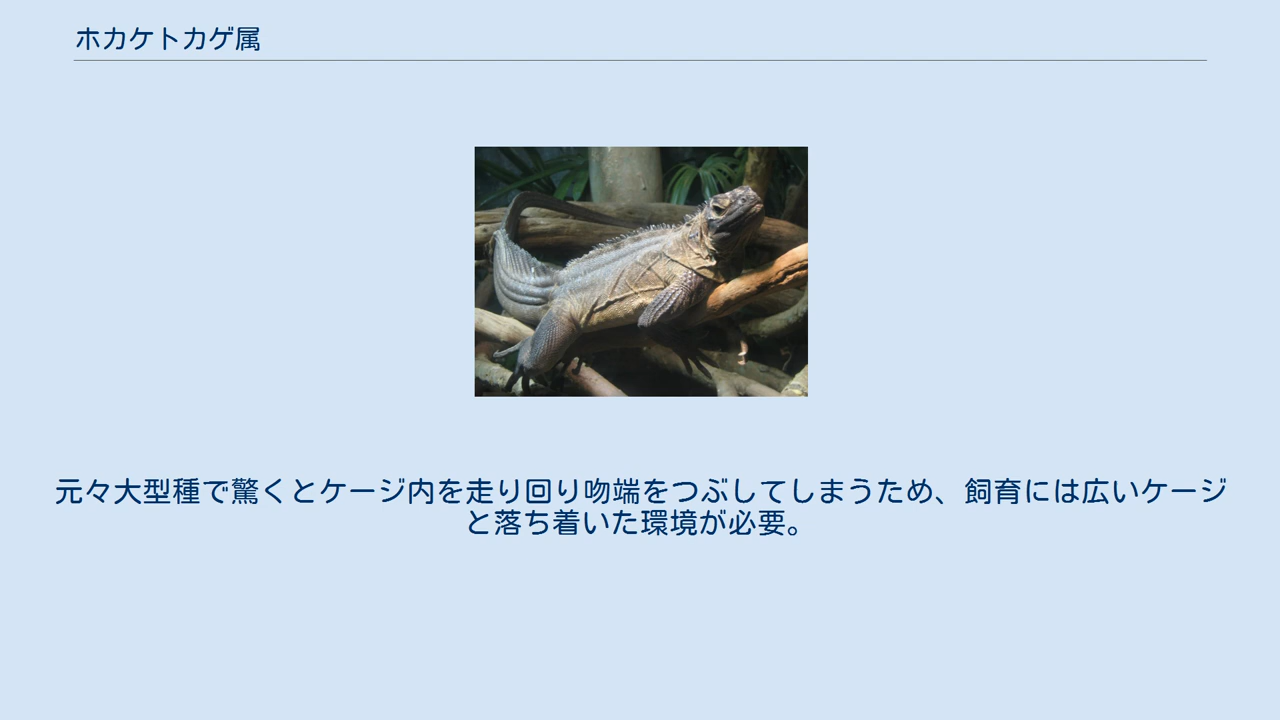 ホカケトカゲ属
元々大型種で驚くとケージ内を走り回り吻端をつぶしてしまうため、飼育には広いケージ
と落ち着いた環境が必要。